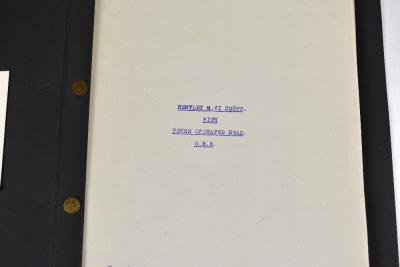 BENTLEY M.VI COUPE.
WITH
POWER OPERATED HEAD.